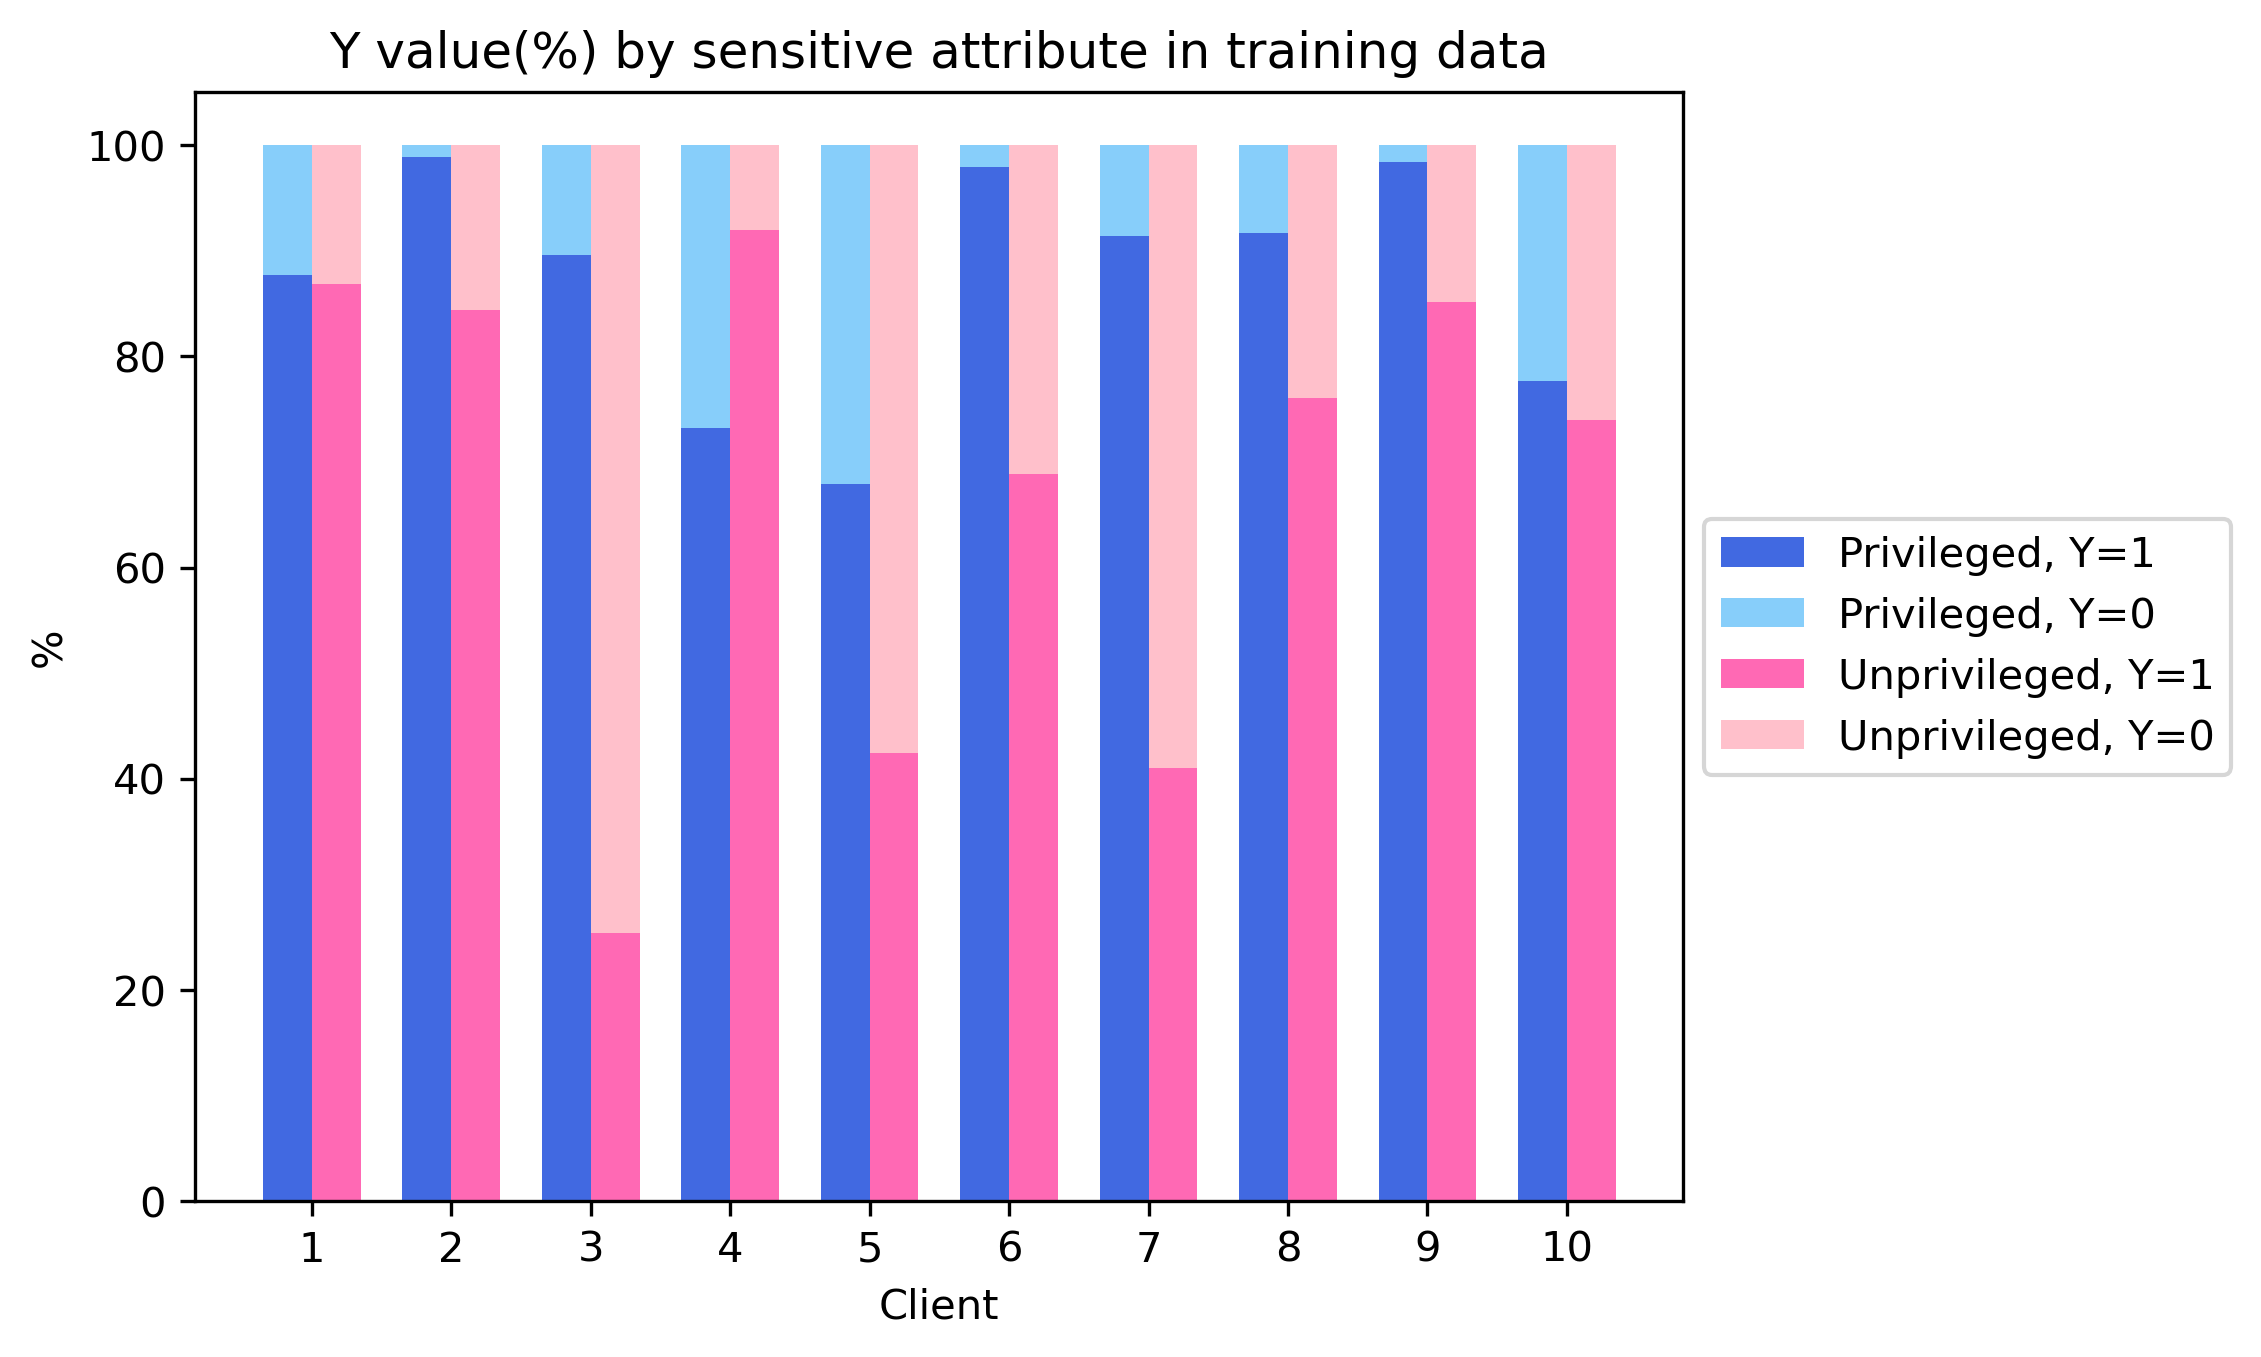 Y value(%) by sensitive attribute in training data
100
80
60
40
20
0
%
1 2 3 4 5 6 7 8 9 10
Client
Privileged, Y=1
Privileged, Y=0
Unprivileged, Y=1
Unprivileged, Y=0